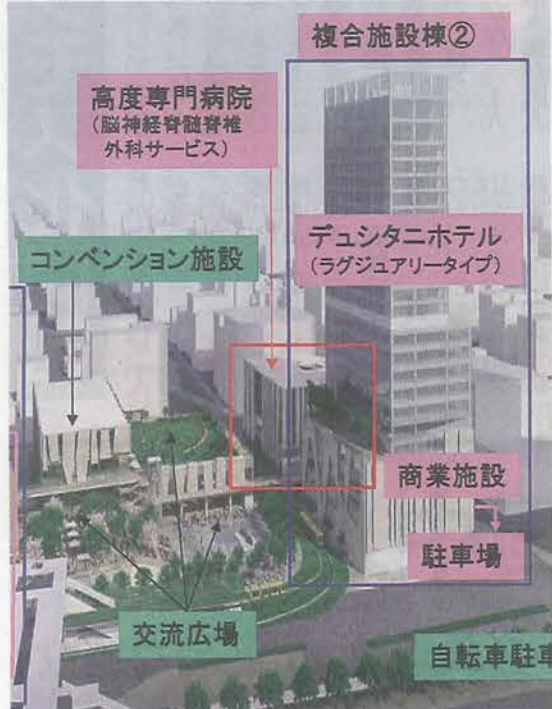 複合施設棟②
高度専門病院
(脳神経脊髄脊椎
外科サービス)
コンベンション施設
デュシタニホテル
(ラグジュアリータイプ)
商業施設
駐車場
交流広場
自転車駐車